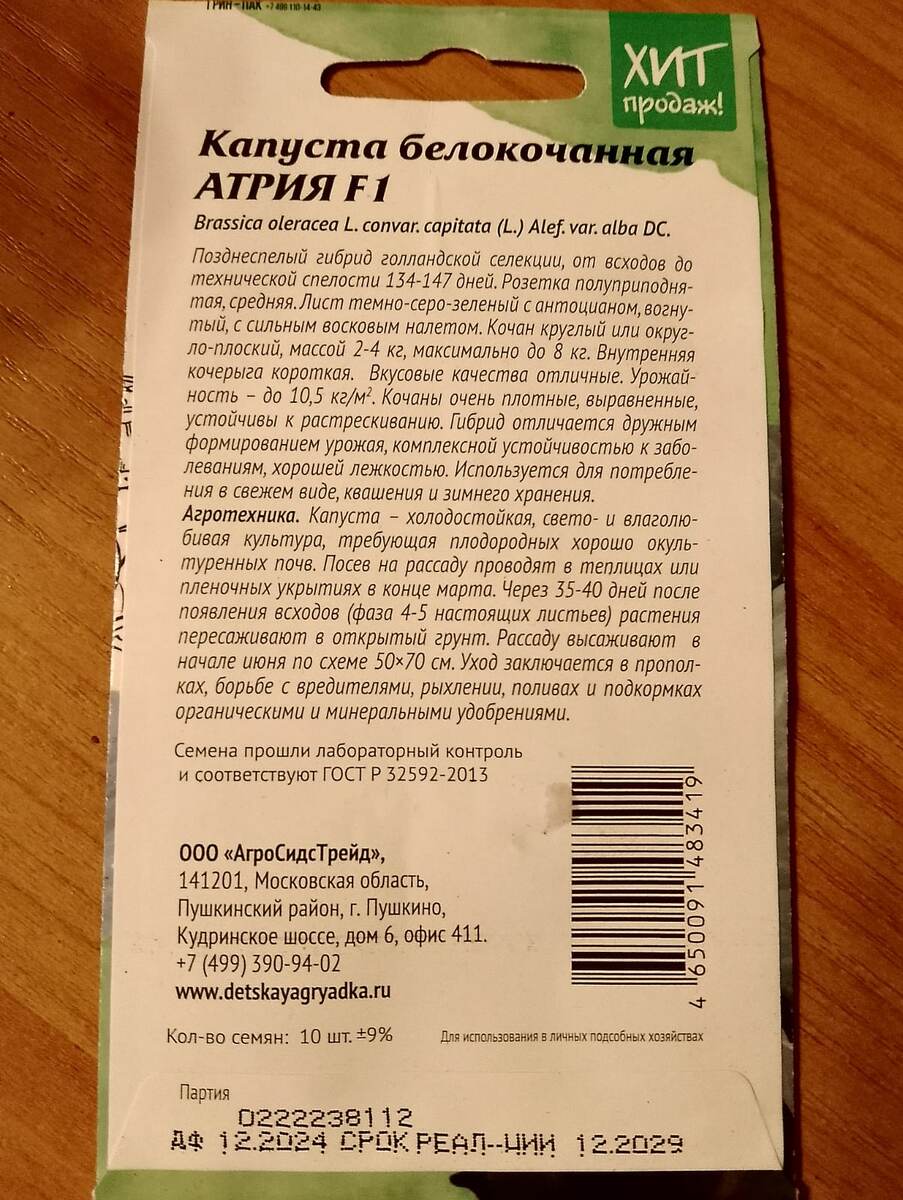 ГРИН-ПАК +7 496 110-14-43
ХИТ
продаж!
Капуста белокочанная
АТРИЯ F1
Brassica oleracea L. convar. capitata (L.) Alef. var. alba DC.
Позднеспелый гибрид голландской селекции, от всходов до
технической спелости 134-147 дней. Розетка полуприподня-
тая, средняя. Лист темно-серо-зеленый с антоцианом, вогну-
тый, с сильным восковым налетом. Кочан круглый или округ-
ло-плоский, массой 2-4 кг, максимально до 8 кг. Внутренняя
кочерыга короткая. Вкусовые качества отличные. Урожай-
ность – до 10,5 кг/м². Кочаны очень плотные, выравненные,
устойчивы к растрескиванию. Гибрид отличается дружным
формированием урожая, комплексной устойчивостью к забо-
леваниям, хорошей лежкостью. Используется для потребле-
ния в свежем виде, квашения и зимнего хранения.
Агротехника. Капуста – холодостойкая, свето- и влаголю-
бивая культура, требующая плодородных хорошо окуль-
туренных почв. Посев на рассаду проводят в теплицах или
пленочных укрытиях в конце марта. Через 35-40 дней после
появления всходов (фаза 4-5 настоящих листьев) растения
пересаживают в открытый грунт. Рассаду высаживают в
начале июня по схеме 50×70 см. Уход заключается в пропол-
ках, борьбе с вредителями, рыхлении, поливах и подкормках
органическими и минеральными удобрениями.
Семена прошли лабораторный контроль
и соответствуют ГОСТ Р 32592-2013
ООО «АгроСидсТрейд»,
141201, Московская область,
Пушкинский район, г. Пушкино,
Кудринское шоссе, дом 6, офис 411.
+7 (499) 390-94-02
www.detskayagryadka.ru
4 650091 483419
Кол-во семян: 10 шт. ±9%
Для использования в личных подсобных хозяйствах
Партия
0222238112
ДФ 12.2024 СРОК РЕАЛ--ЦИИ 12.2029